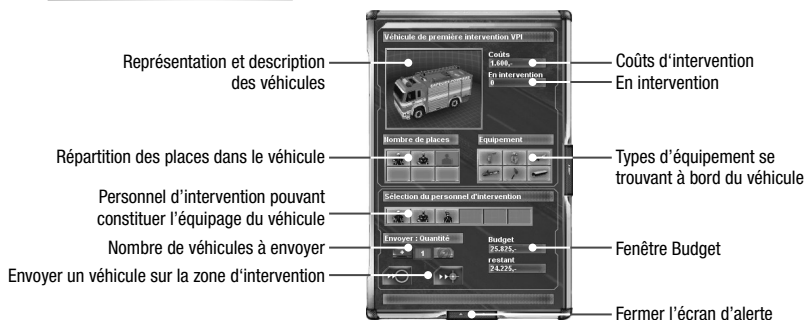 Véhicule de première intervention VPI
Représentation et description
des véhicules
Coûts
1.600,-
En intervention
0
Coûts d‘intervention
En intervention
Nombre de places
Equipement
Répartition des places dans le véhicule
Types d’équipement se
trouvant à bord du véhicule
Sélection du personnel d'intervention
Personnel d’intervention pouvant
constituer l’équipage du véhicule
Envoyer : Quantité
1
Nombre de véhicules à envoyer
Budget
25.825,-
restant
24.225,-
Fenêtre Budget
Envoyer un véhicule sur la zone d‘intervention
Fermer l’écran d’alerte